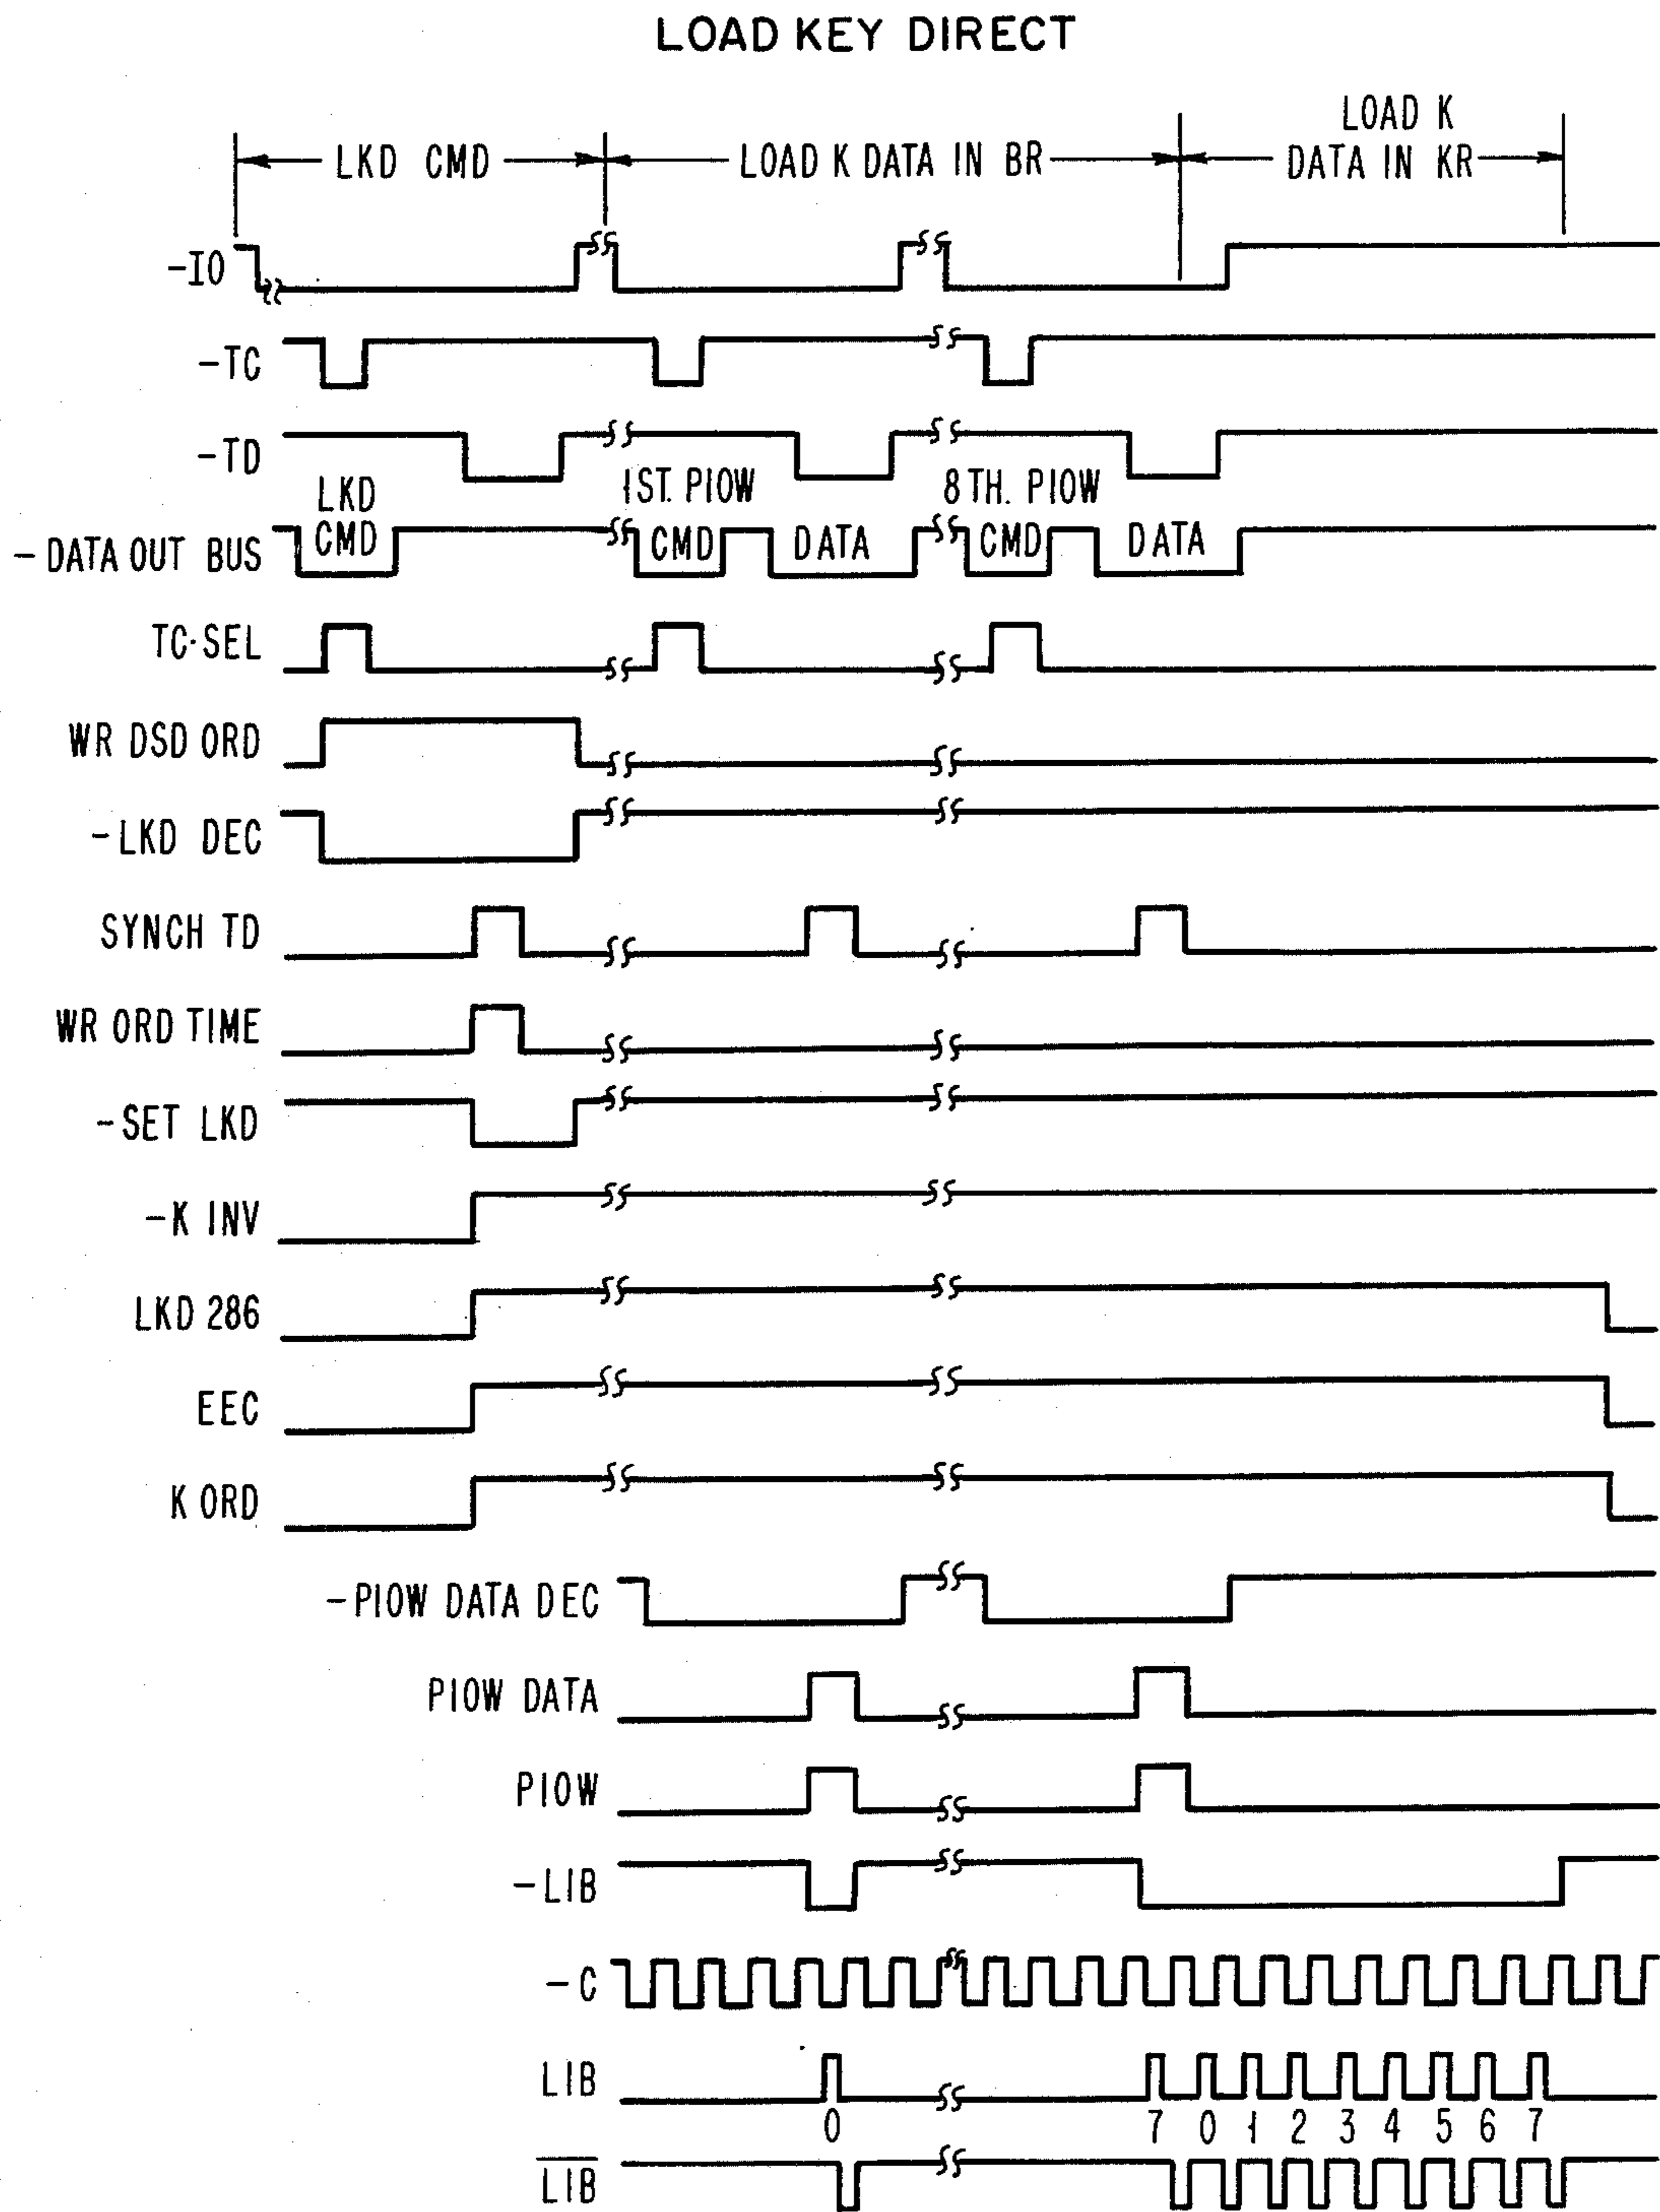 LOAD KEY DIRECT
LKD CMD
LOAD K DATA IN BR
LOAD K
DATA IN KR
-IO
-TC
-TD
LKD
CMD
1ST. PIOW
8TH. PIOW
-DATA OUT BUS
CMD
DATA
CMD
DATA
TC·SEL
WR DSD ORD
-LKD DEC
SYNCH TD
WR ORD TIME
-SET LKD
-K INV
LKD 286
EEC
K ORD
-PIOW DATA DEC
PIOW DATA
PIOW
-LIB
-C
LIB
0 7 0 1 2 3 4 5 6 7
LIB